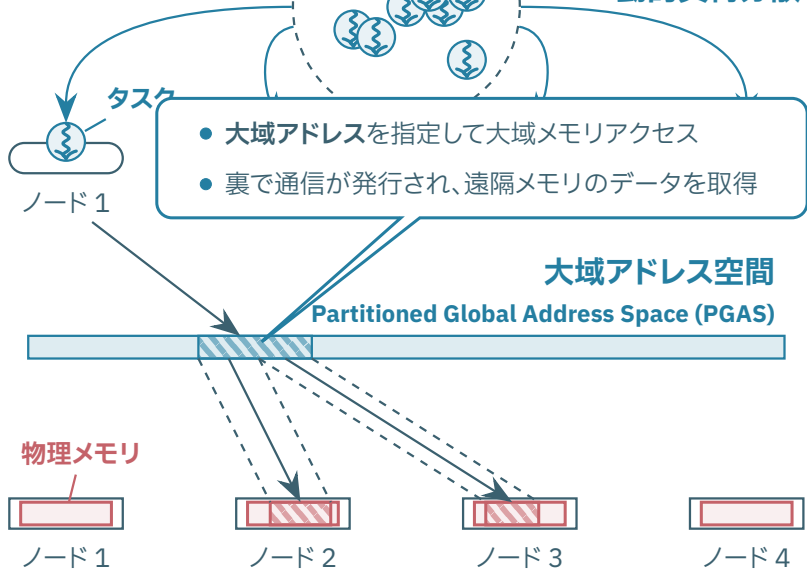 タスク
● 大域アドレスを指定して大域メモリアクセス
● 裏で通信が発行され、遠隔メモリのデータを取得
ノード 1
大域アドレス空間
Partitioned Global Address Space (PGAS)
物理メモリ
ノード 1
ノード 2
ノード 3
ノード 4